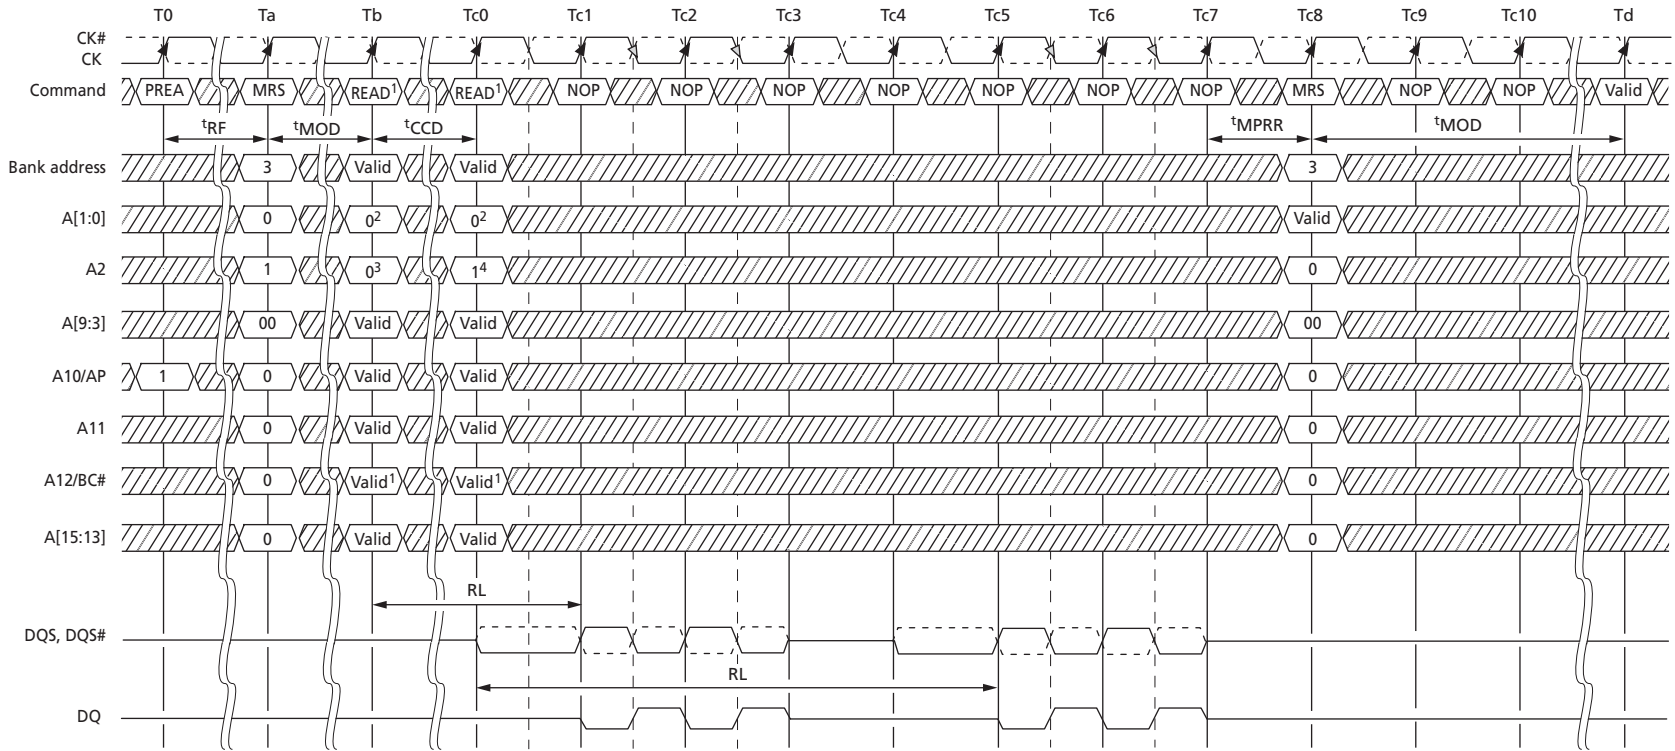 T0 Ta Tb Tc0 Tc1 Tc2 Tc3 Tc4 Tc5 Tc6 Tc7 Tc8 Tc9 Tc10 Td
CK#
CK
Command PREA MRS READ1 READ1 NOP NOP NOP NOP NOP NOP NOP MRS NOP NOP Valid
tRF tMOD tCCD tMPRR tMOD
Bank address 3 Valid Valid 3
A[1:0] 0 0² 0² Valid
A2 1 0³ 1⁴ 0
A[9:3] 00 Valid Valid 00
A10/AP 1 0 Valid Valid 0
A11 0 Valid Valid 0
A12/BC# 0 Valid1 Valid1 0
A[15:13] 0 Valid Valid 0
RL
DQS, DQS#
RL
DQ